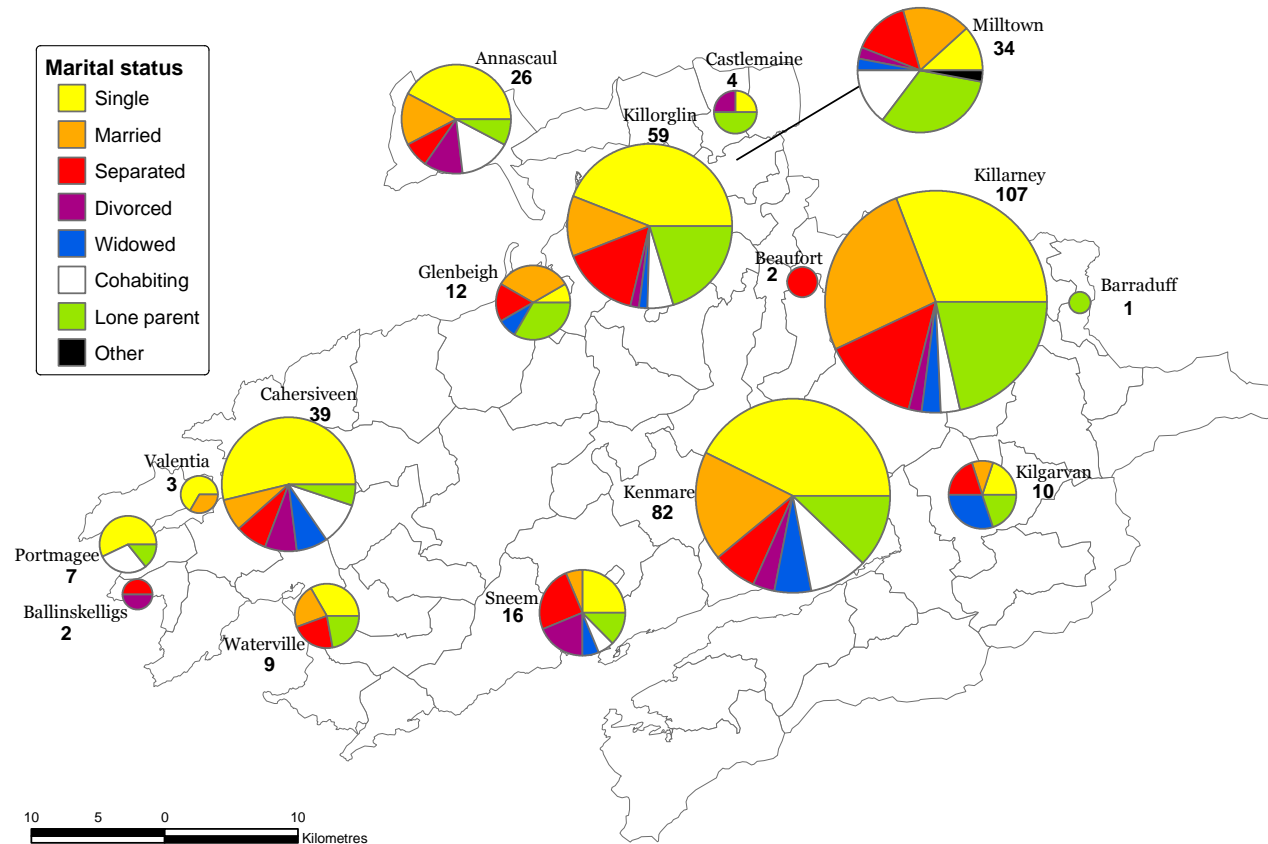 Marital status
Single
Married
Separated
Divorced
Widowed
Cohabiting
Lone parent
Other
Milltown
34
Annascaul
26
Castlemaine
4
Killorglin
59
Killarney
107
Beaufort
2
Glenbeigh
12
Barraduff
1
Cahersiveen
39
Valentia
3
Kenmare
82
Kilgarvan
10
Portmagee
7
Ballinskelligs
2
Sneem
16
Waterville
9
10 5 0 10
Kilometres